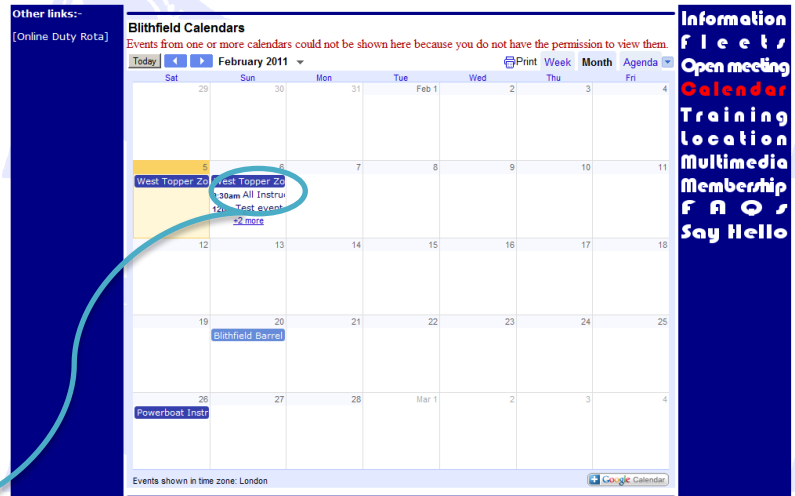 Other links:-
[Online Duty Rota]
Blithfield Calendars
Events from one or more calendars could not be shown here because you do not have the permission to view them.
Today February 2011 Print Week Month Agenda
Sat Sun Mon Tue Wed Thu Fri
29 30 31 Feb 1 2 3 4
5 6 7 8 9 10 11
West Topper Zo West Topper Zo
9:30am All Instru
Test event
+2 more
12 13 14 15 16 17 18
19 20 21 22 23 24 25
Blithfield Barrel
26 27 28 Mar 1 2 3 4
Powerboat Instr
Events shown in time zone: London
Google Calendar
Information
Fleets
Open meeting
Calendar
Training
Location
Multimedia
Membership
FAQs
Say Hello